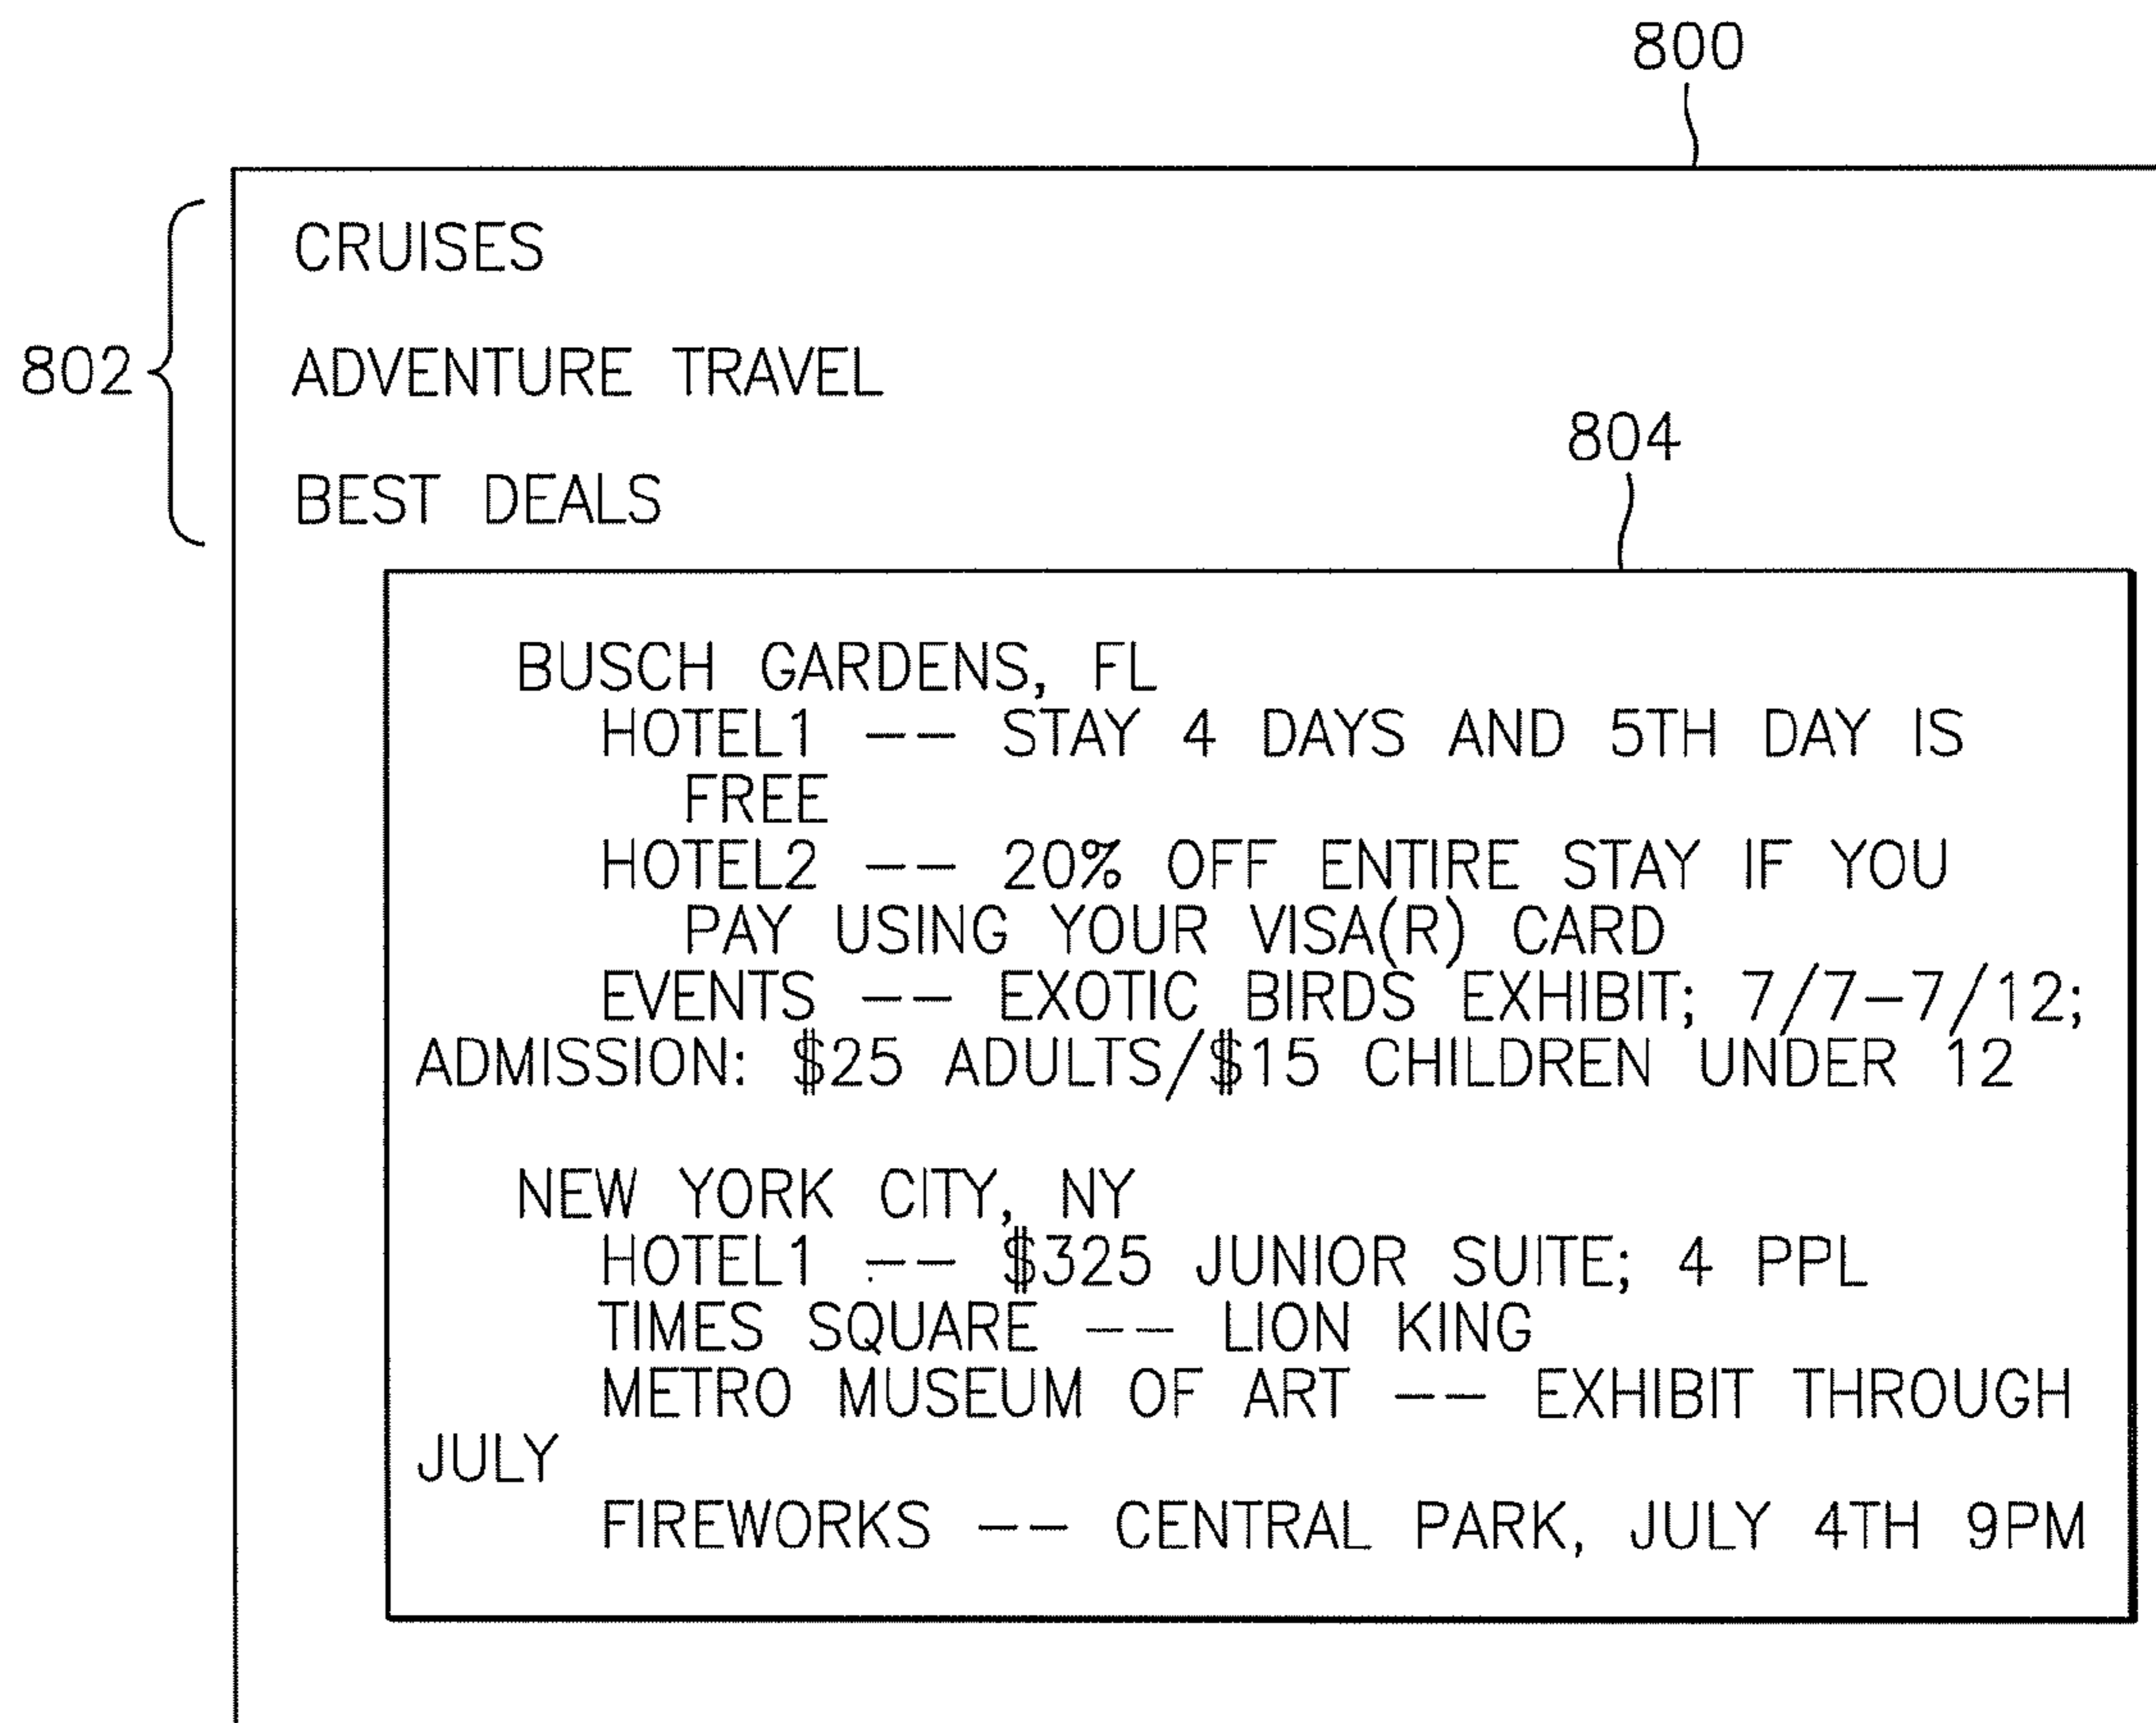 800
CRUISES
802
ADVENTURE TRAVEL
804
BEST DEALS
BUSCH GARDENS, FL
HOTEL1 -- STAY 4 DAYS AND 5TH DAY IS
FREE
HOTEL2 -- 20% OFF ENTIRE STAY IF YOU
PAY USING YOUR VISA(R) CARD
EVENTS -- EXOTIC BIRDS EXHIBIT; 7/7-7/12;
ADMISSION: $25 ADULTS/$15 CHILDREN UNDER 12
NEW YORK CITY, NY
HOTEL1 -- $325 JUNIOR SUITE; 4 PPL
TIMES SQUARE -- LION KING
METRO MUSEUM OF ART -- EXHIBIT THROUGH
JULY
FIREWORKS -- CENTRAL PARK, JULY 4TH 9PM